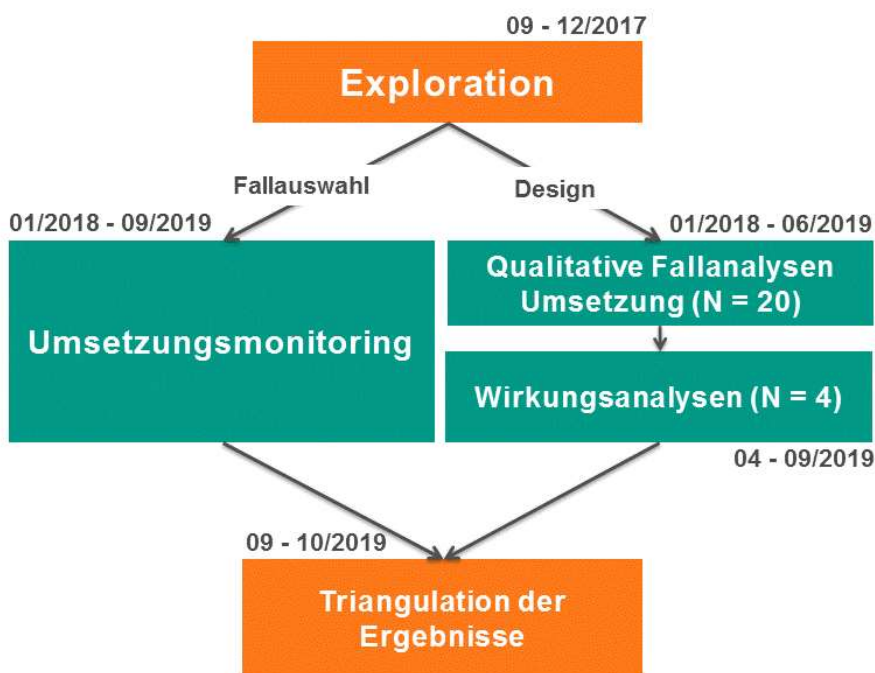 09 - 12/2017
Exploration
Fallauswahl
Design
01/2018 - 09/2019
Umsetzungsmonitoring
01/2018 - 06/2019
Qualitative Fallanalysen
Umsetzung (N = 20)
Wirkungsanalysen (N = 4)
04 - 09/2019
09 - 10/2019
Triangulation der
Ergebnisse